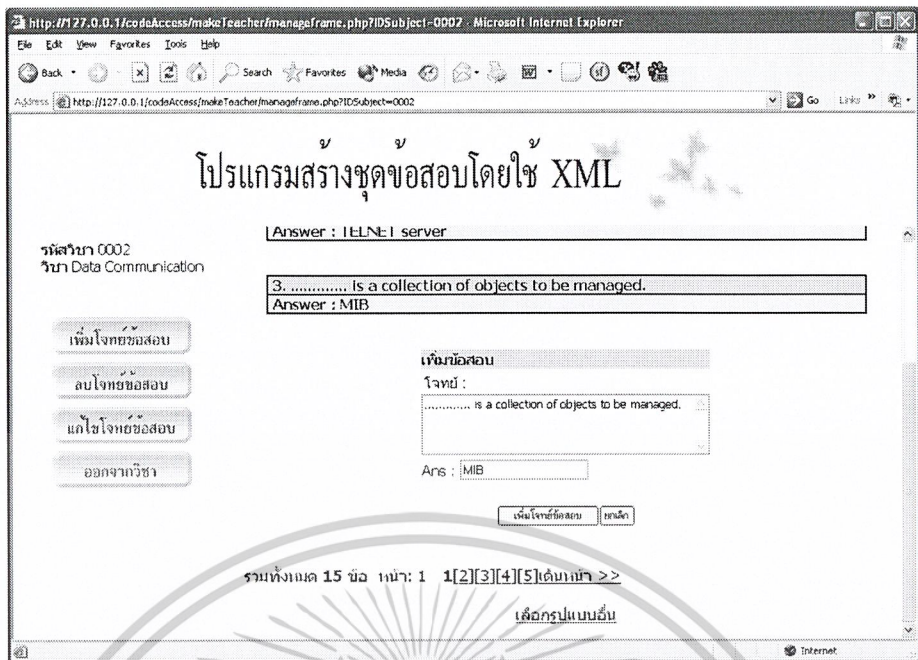 http://127.0.0.1/codeAccess/makeTeacher/manageframe.php?IDSubject=0002 - Microsoft Internet Explorer
File Edit View Favorites Tools Help
Back Search Favorites Media
Address http://127.0.0.1/codeAccess/makeTeacher/manageframe.php?IDSubject=0002 Go Links »
โปรแกรมสร้างชุดข้อสอบโดยใช้ XML
รหัสวิชา 0002
วิชา Data Communication
เพิ่มโจทย์ข้อสอบ
ลบโจทย์ข้อสอบ
แก้ไขโจทย์ข้อสอบ
ออกจากวิชา
Answer : TELNET server
3. ............. is a collection of objects to be managed.
Answer : MIB
เพิ่มข้อสอบ
โจทย์ :
............. is a collection of objects to be managed.
Ans : MIB
เพิ่มโจทย์ข้อสอบ ยกเลิก
รวมทั้งหมด 15 ข้อ หน้า: 1 1[2][3][4][5]เดินหน้า >>
เลือกรูปแบบอื่น
Internet